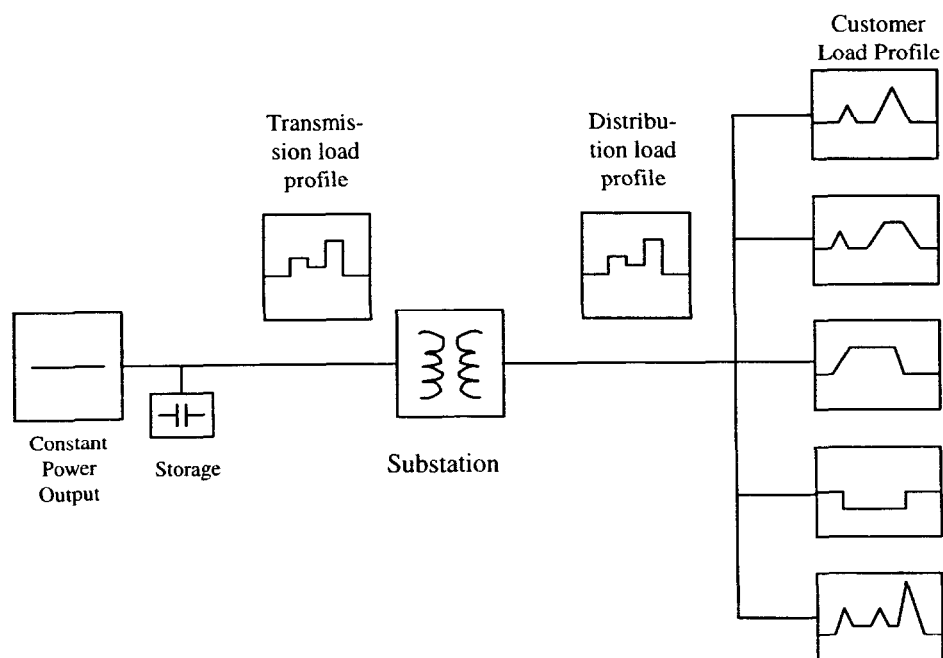 Customer
Load Profile
Transmis-
sion load
profile
Distribu-
tion load
profile
Constant
Power
Output
Storage
Substation